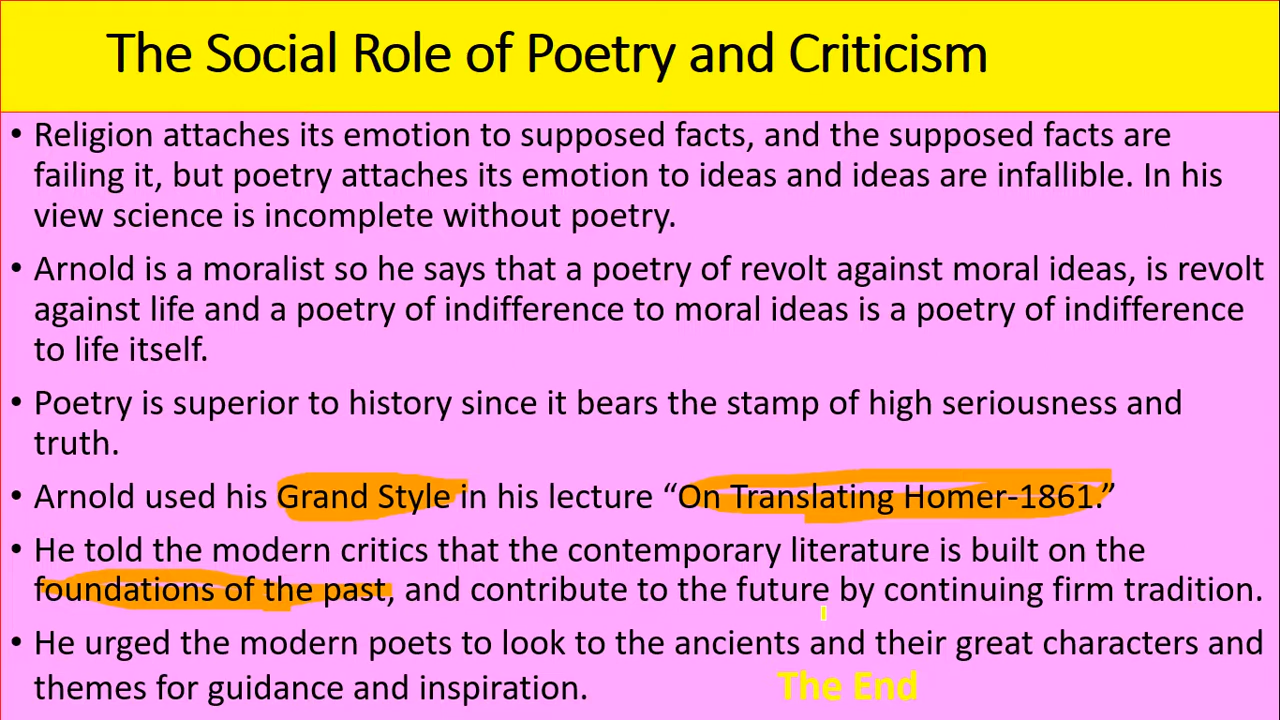 The Social Role of Poetry and Criticism
• Religion attaches its emotion to supposed facts, and the supposed facts are
failing it, but poetry attaches its emotion to ideas and ideas are infallible. In his
view science is incomplete without poetry.
• Arnold is a moralist so he says that a poetry of revolt against moral ideas, is revolt
against life and a poetry of indifference to moral ideas is a poetry of indifference
to life itself.
• Poetry is superior to history since it bears the stamp of high seriousness and
truth.
• Arnold used his Grand Style in his lecture “On Translating Homer-1861.”
• He told the modern critics that the contemporary literature is built on the
foundations of the past, and contribute to the future by continuing firm tradition.
• He urged the modern poets to look to the ancients and their great characters and
themes for guidance and inspiration.
The End